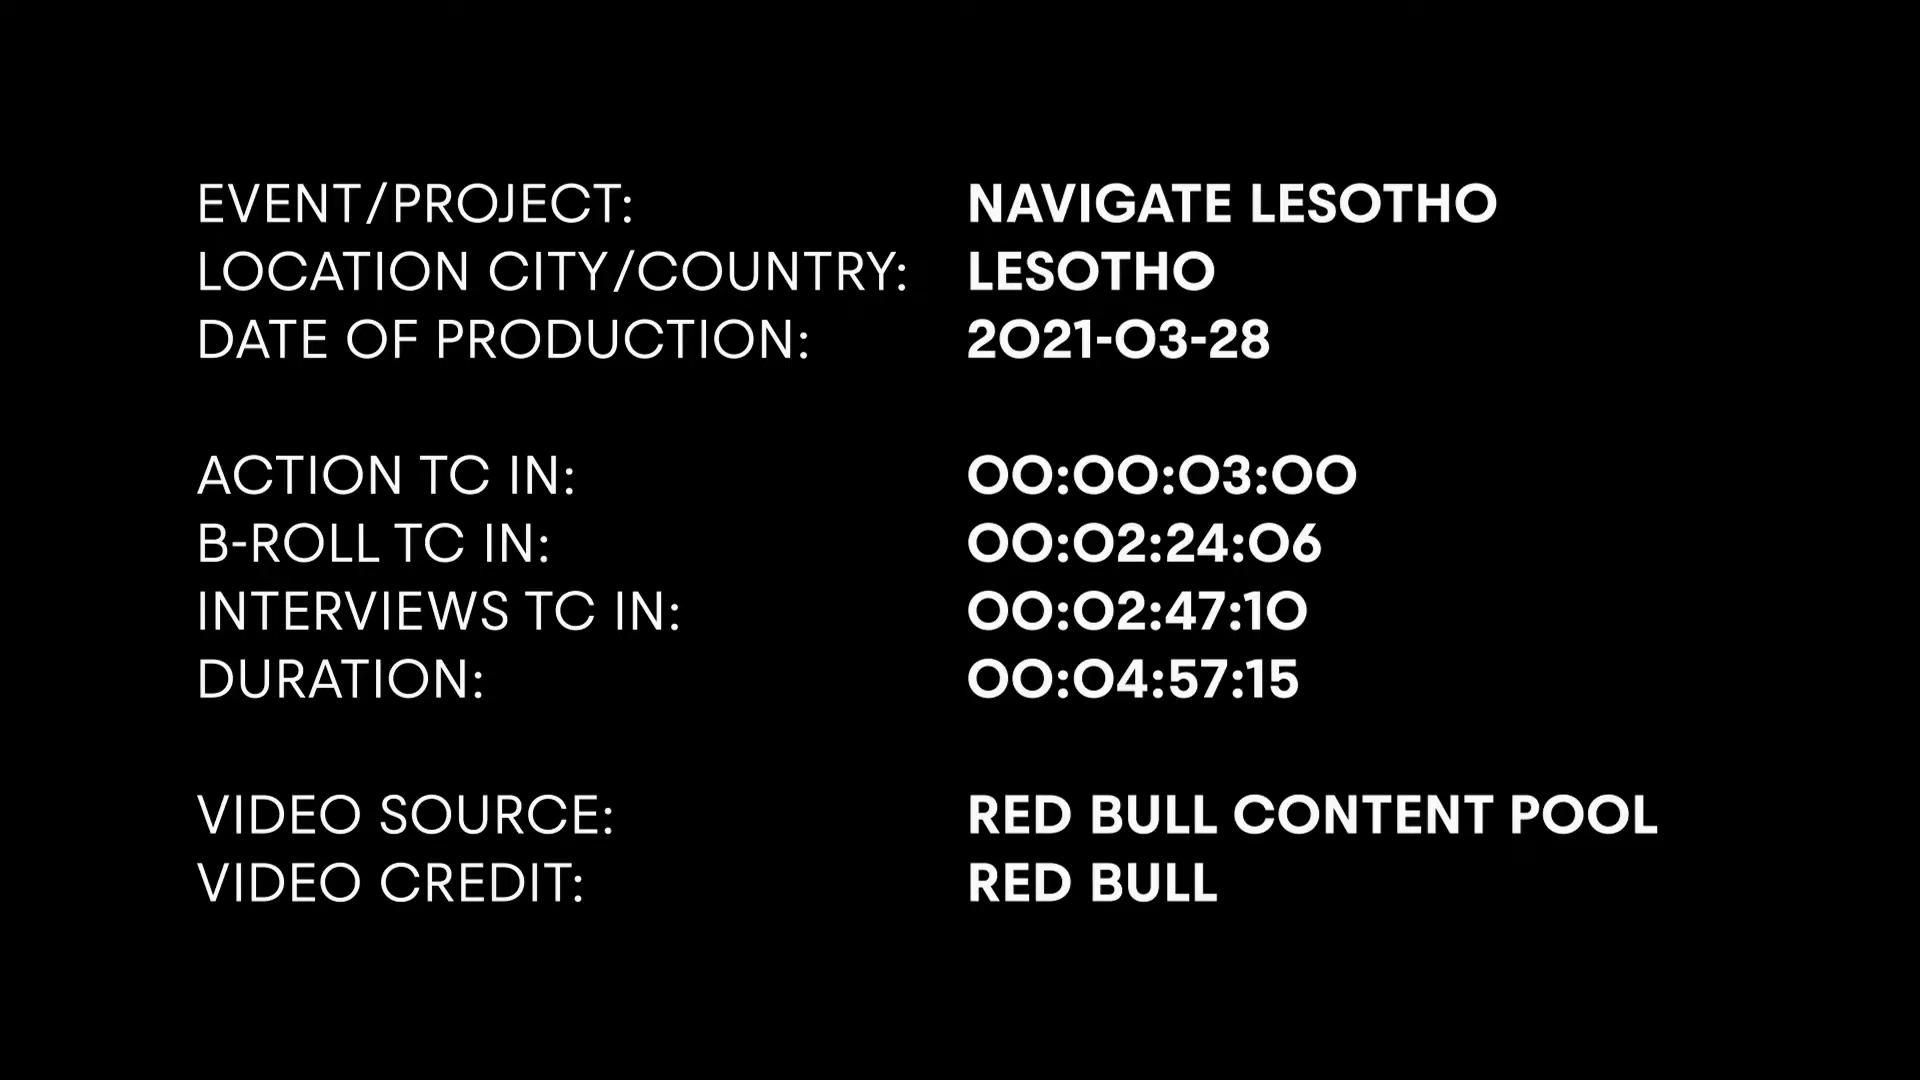 EVENT/PROJECT: NAVIGATE LESOTHO
LOCATION CITY/COUNTRY: LESOTHO
DATE OF PRODUCTION: 2021-03-28
ACTION TC IN: 00:00:03:00
B-ROLL TC IN: 00:02:24:06
INTERVIEWS TC IN: 00:02:47:10
DURATION: 00:04:57:15
VIDEO SOURCE: RED BULL CONTENT POOL
VIDEO CREDIT: RED BULL